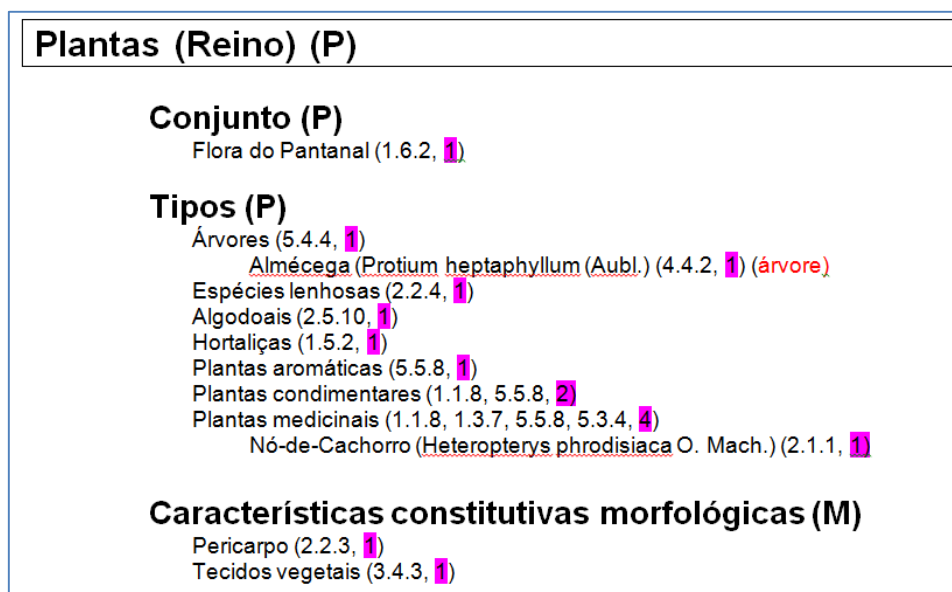 Plantas (Reino) (P)
Conjunto (P)
Flora do Pantanal (1.6.2, 1)
Tipos (P)
Árvores (5.4.4, 1)
Almécega (Protium heptaphyllum (Aubl.) (4.4.2, 1) (árvore)
Espécies lenhosas (2.2.4, 1)
Algodoais (2.5.10, 1)
Hortaliças (1.5.2, 1)
Plantas aromáticas (5.5.8, 1)
Plantas condimentares (1.1.8, 5.5.8, 2)
Plantas medicinais (1.1.8, 1.3.7, 5.5.8, 5.3.4, 4)
Nó-de-Cachorro (Heteropterys phrodisiaca O. Mach.) (2.1.1, 1)
Características constitutivas morfológicas (M)
Pericarpo (2.2.3, 1)
Tecidos vegetais (3.4.3, 1)